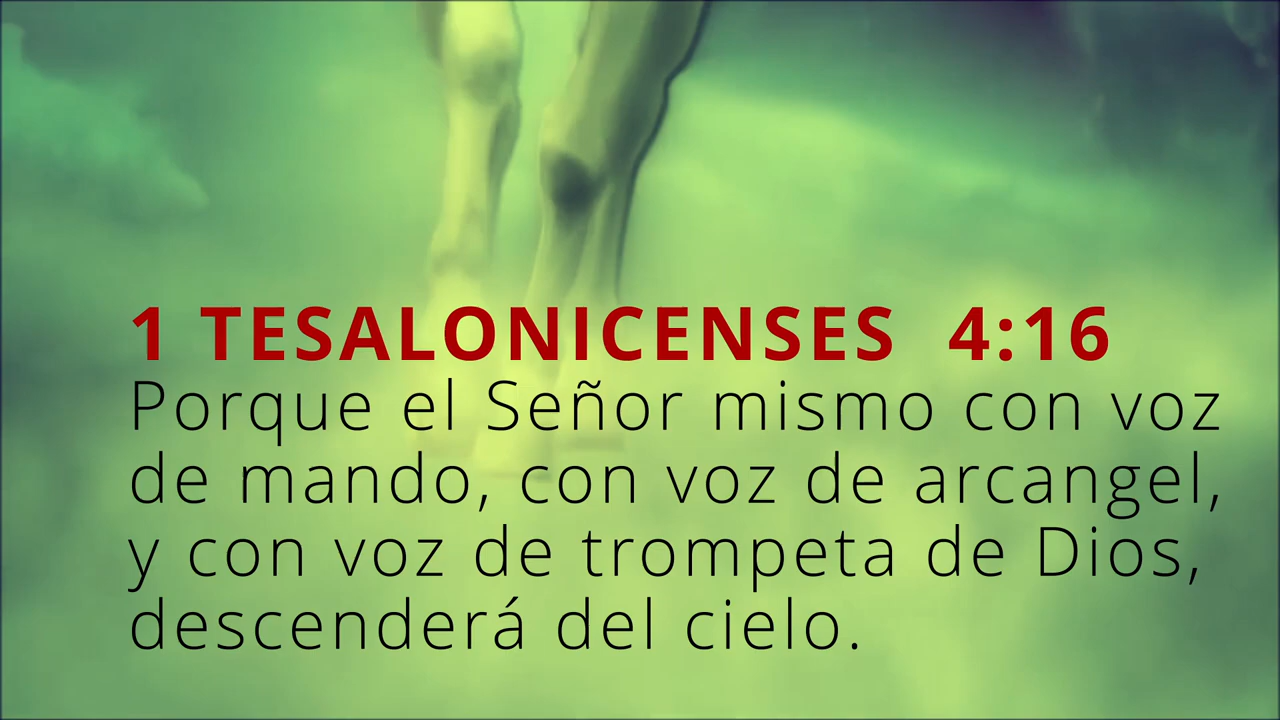 1 TESALONICENSES 4:16
Porque el Señor mismo con voz
de mando, con voz de arcangel,
y con voz de trompeta de Dios,
descenderá del cielo.